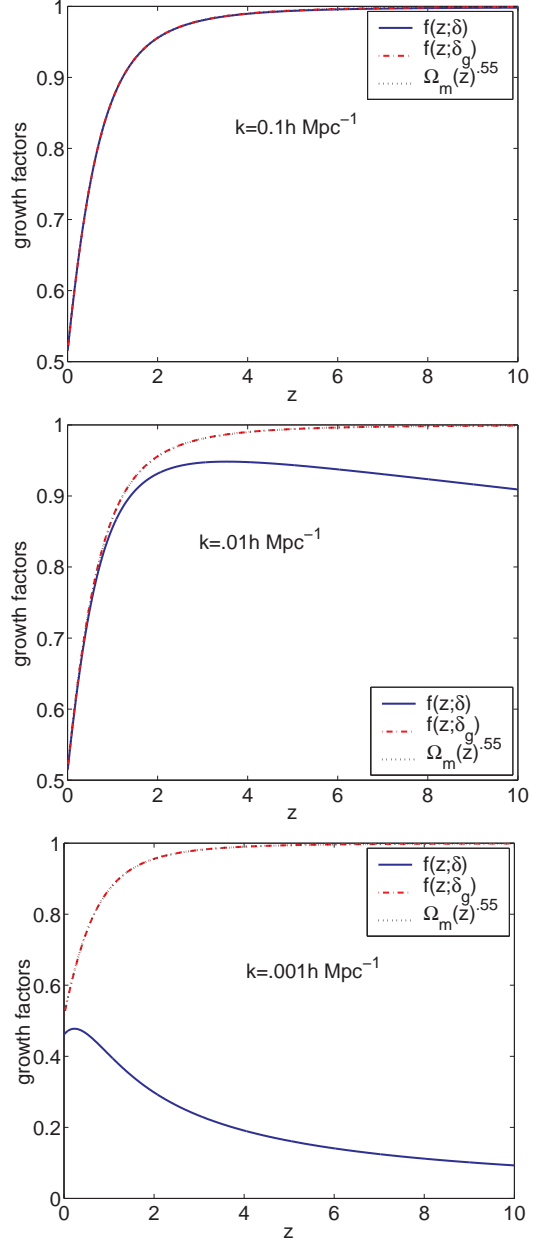 1
0.9
0.8
0.7
0.6
0.5
growth factors
0 2 4 6 8 10
z
k=0.1h Mpc⁻¹
f(z;δ)
f(z;δ_g)
Ω_m(z)^.55
1
0.9
0.8
0.7
0.6
0.5
growth factors
0 2 4 6 8 10
z
k=.01h Mpc⁻¹
f(z;δ)
f(z;δ_g)
Ω_m(z)^.55
1
0.8
0.6
0.4
0.2
0
growth factors
0 2 4 6 8 10
z
k=.001h Mpc⁻¹
f(z;δ)
f(z;δ_g)
Ω_m(z)^.55